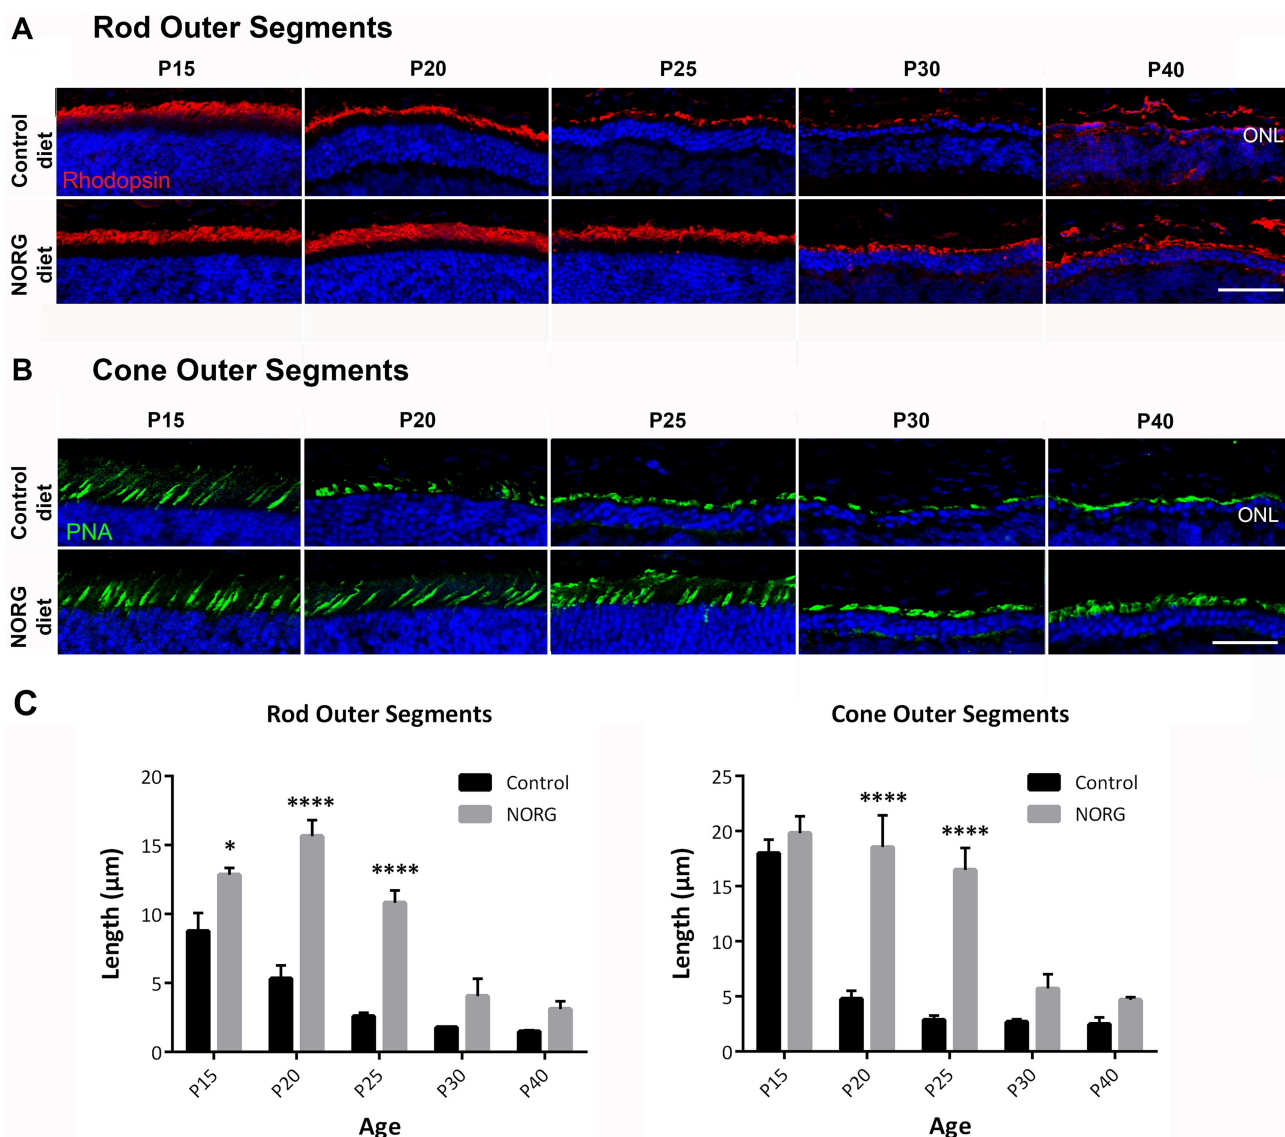 A Rod Outer Segments
P15 P20 P25 P30 P40
Control
diet
Rhodopsin
ONL
NORG
diet
B Cone Outer Segments
P15 P20 P25 P30 P40
Control
diet
PNA
ONL
NORG
diet
C
Rod Outer Segments
20
15
10
5
0
Length (µm)
Control
NORG
*
****
****
P15 P20 P25 P30 P40
Age
Cone Outer Segments
25
20
15
10
5
0
Length (µm)
Control
NORG
****
****
P15 P20 P25 P30 P40
Age